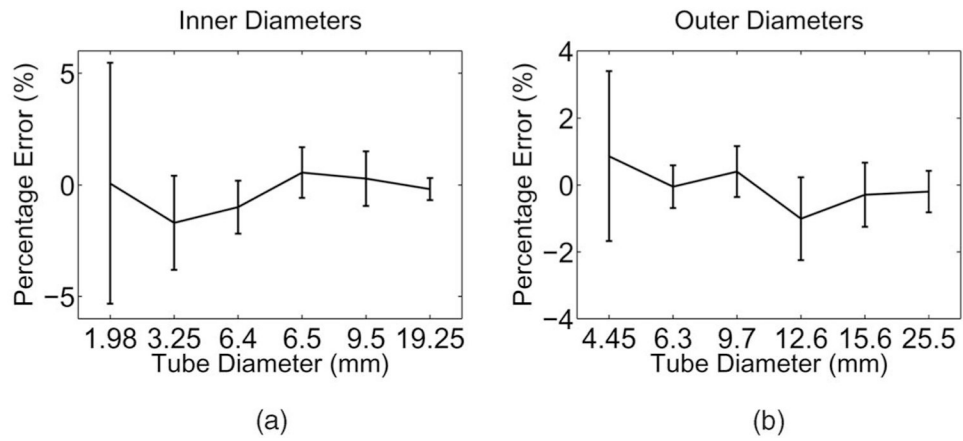 Inner Diameters
Percentage Error (%)
5
0
−5
1.98 3.25 6.4 6.5 9.5 19.25
Tube Diameter (mm)
(a)
Outer Diameters
Percentage Error (%)
4
2
0
−2
−4
4.45 6.3 9.7 12.6 15.6 25.5
Tube Diameter (mm)
(b)